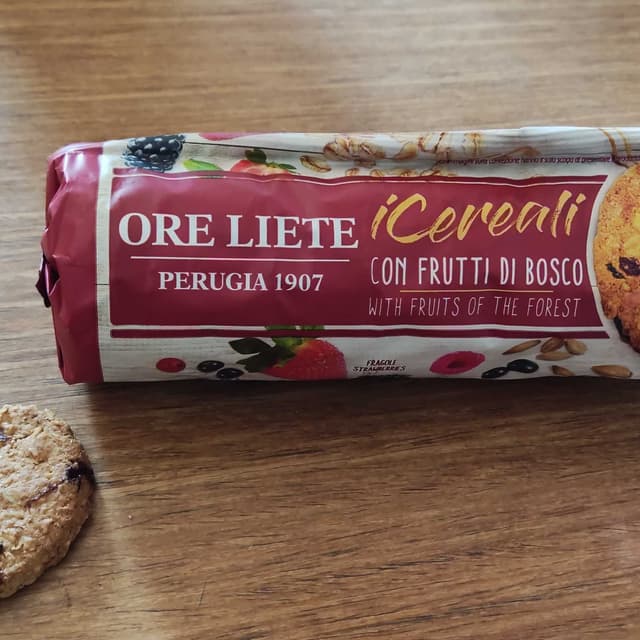 ORE LIETE
PERUGIA 1907
iCereali
CON FRUTTI DI BOSCO
WITH FRUITS OF THE FOREST
FRAGOLE
STRAWBERRIES